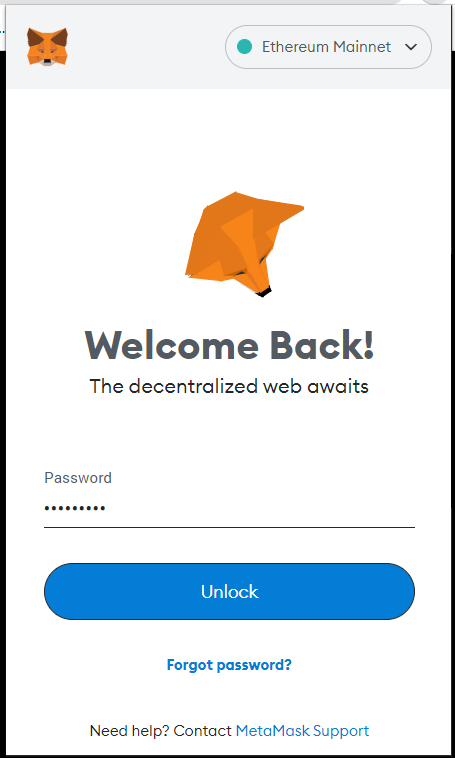 Ethereum Mainnet
Welcome Back!
The decentralized web awaits
Password
•••••••••
Unlock
Forgot password?
Need help? Contact MetaMask Support